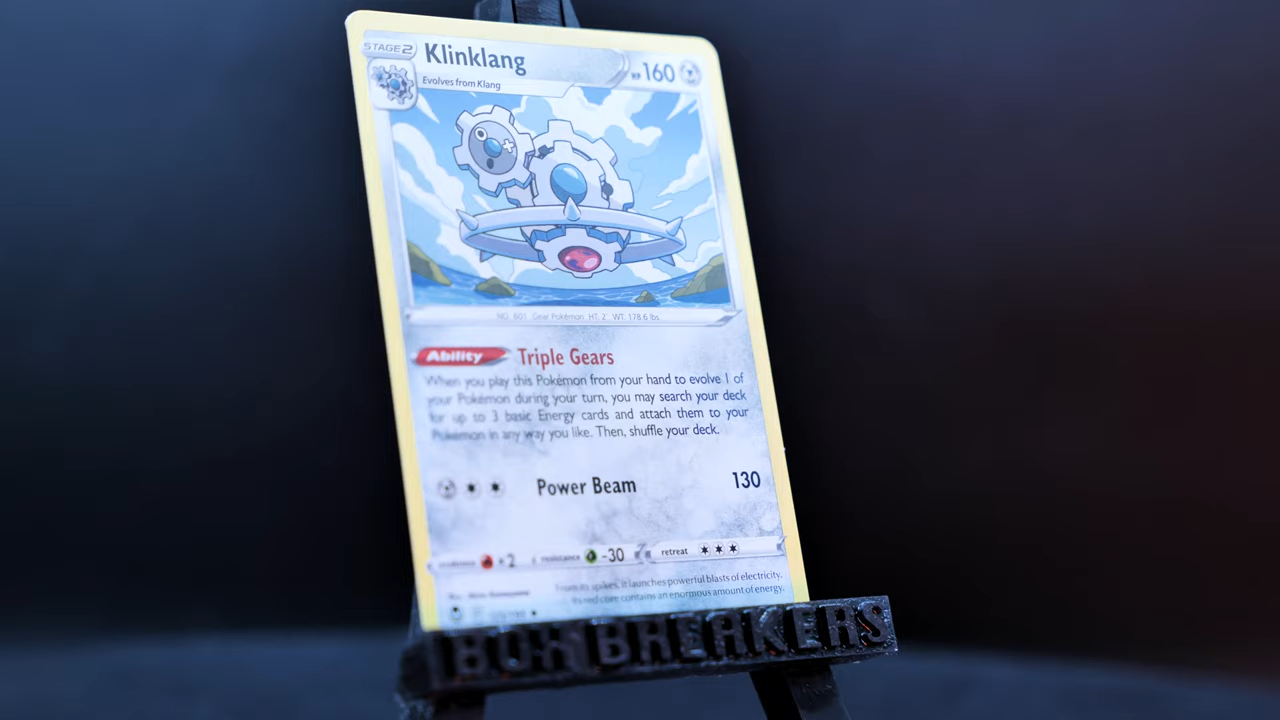 STAGE 2
Klinklang
HP 160
Evolves from Klang
NO. 601 Gear Pokémon HT: 2' WT: 178.6 lbs
Ability Triple Gears
When you play this Pokémon from your hand to evolve 1 of
your Pokémon during your turn, you may search your deck
for up to 3 basic Energy cards and attach them to your
Pokémon in any way you like. Then, shuffle your deck.
Power Beam 130
weakness ×2 resistance -30 retreat
From its spikes, it launches powerful blasts of electricity.
Its red core contains an enormous amount of energy.
BOX BREAKERS